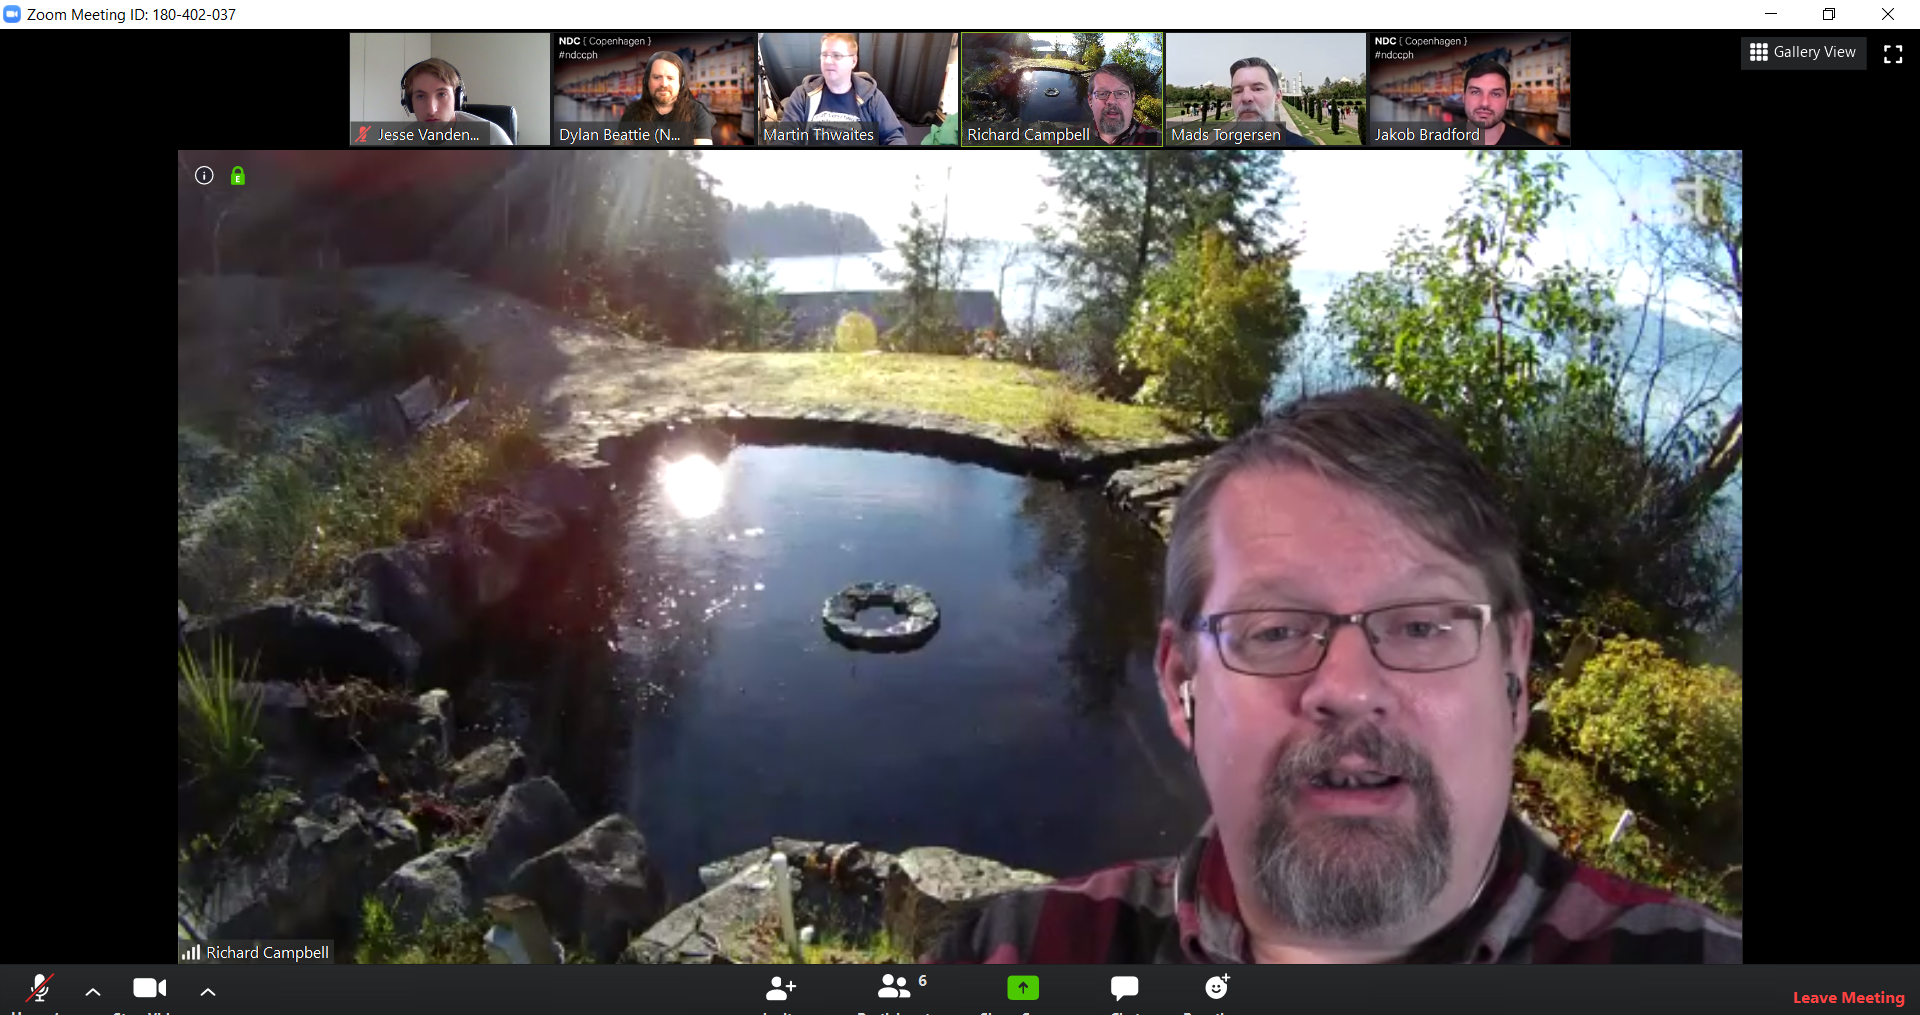 Zoom Meeting ID: 180-402-037
NDC { Copenhagen }
#ndccph
NDC { Copenhagen }
#ndccph
Gallery View
Jesse Vanden...
Dylan Beattie (N...
Martin Thwaites
Richard Campbell
Mads Torgersen
Jakob Bradford
E
Richard Campbell
6
Leave Meeting